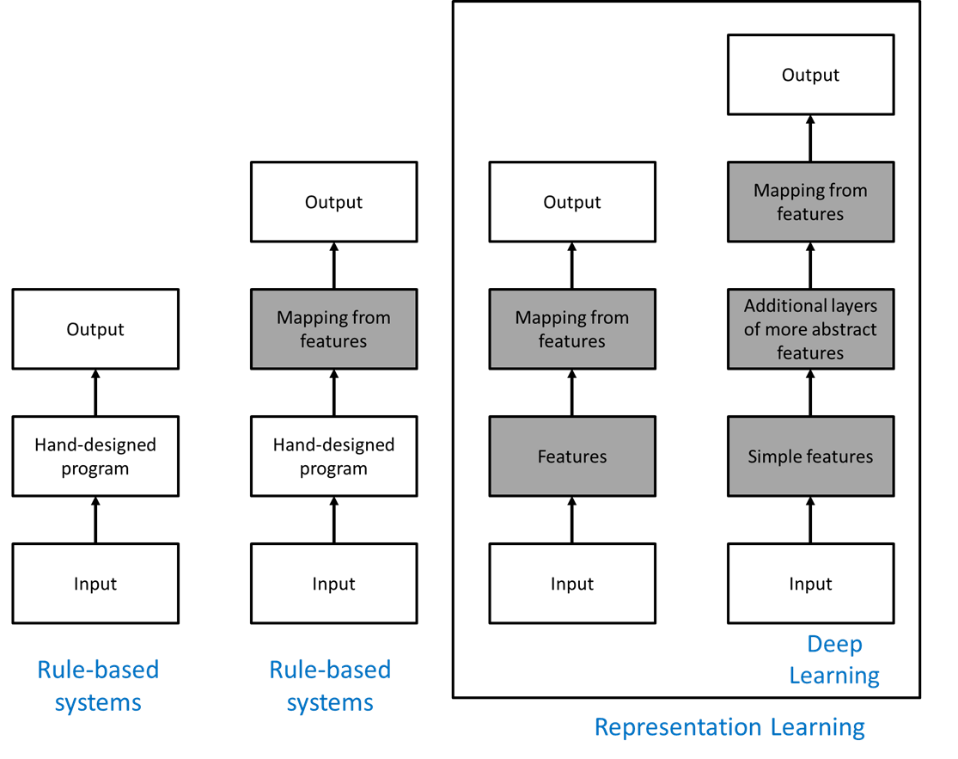 Output
Hand-designed
program
Input
Rule-based
systems
Output
Mapping from
features
Hand-designed
program
Input
Rule-based
systems
Output
Mapping from
features
Features
Input
Output
Mapping from
features
Additional layers
of more abstract
features
Simple features
Input
Deep
Learning
Representation Learning